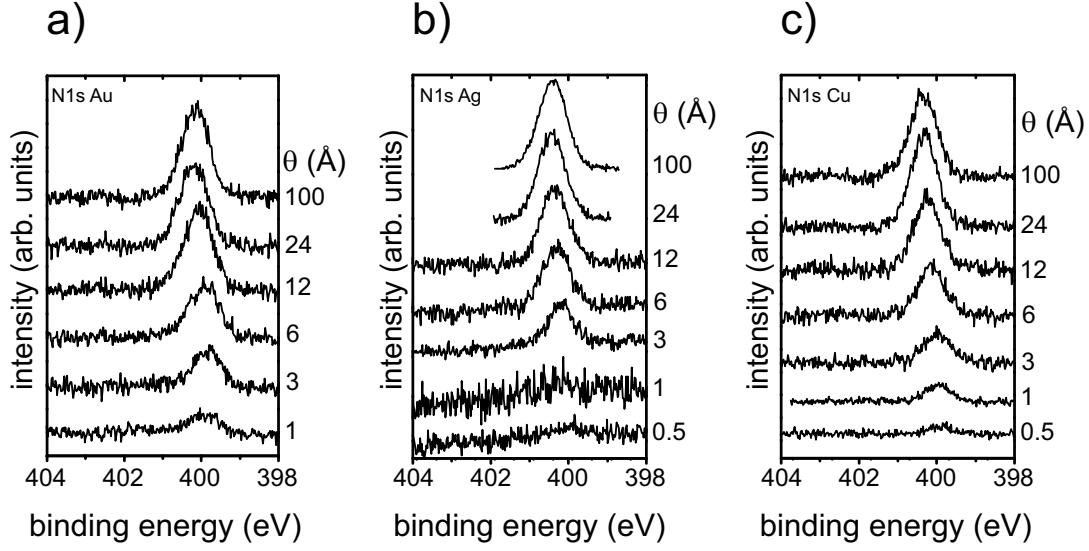 a)
N1s Au
θ (Å)
100
24
12
6
3
1
intensity (arb. units)
404 402 400 398
binding energy (eV)
b)
N1s Ag
θ (Å)
100
24
12
6
3
1
0.5
intensity (arb. units)
404 402 400 398
binding energy (eV)
c)
N1s Cu
θ (Å)
100
24
12
6
3
1
0.5
intensity (arb. units)
404 402 400 398
binding energy (eV)